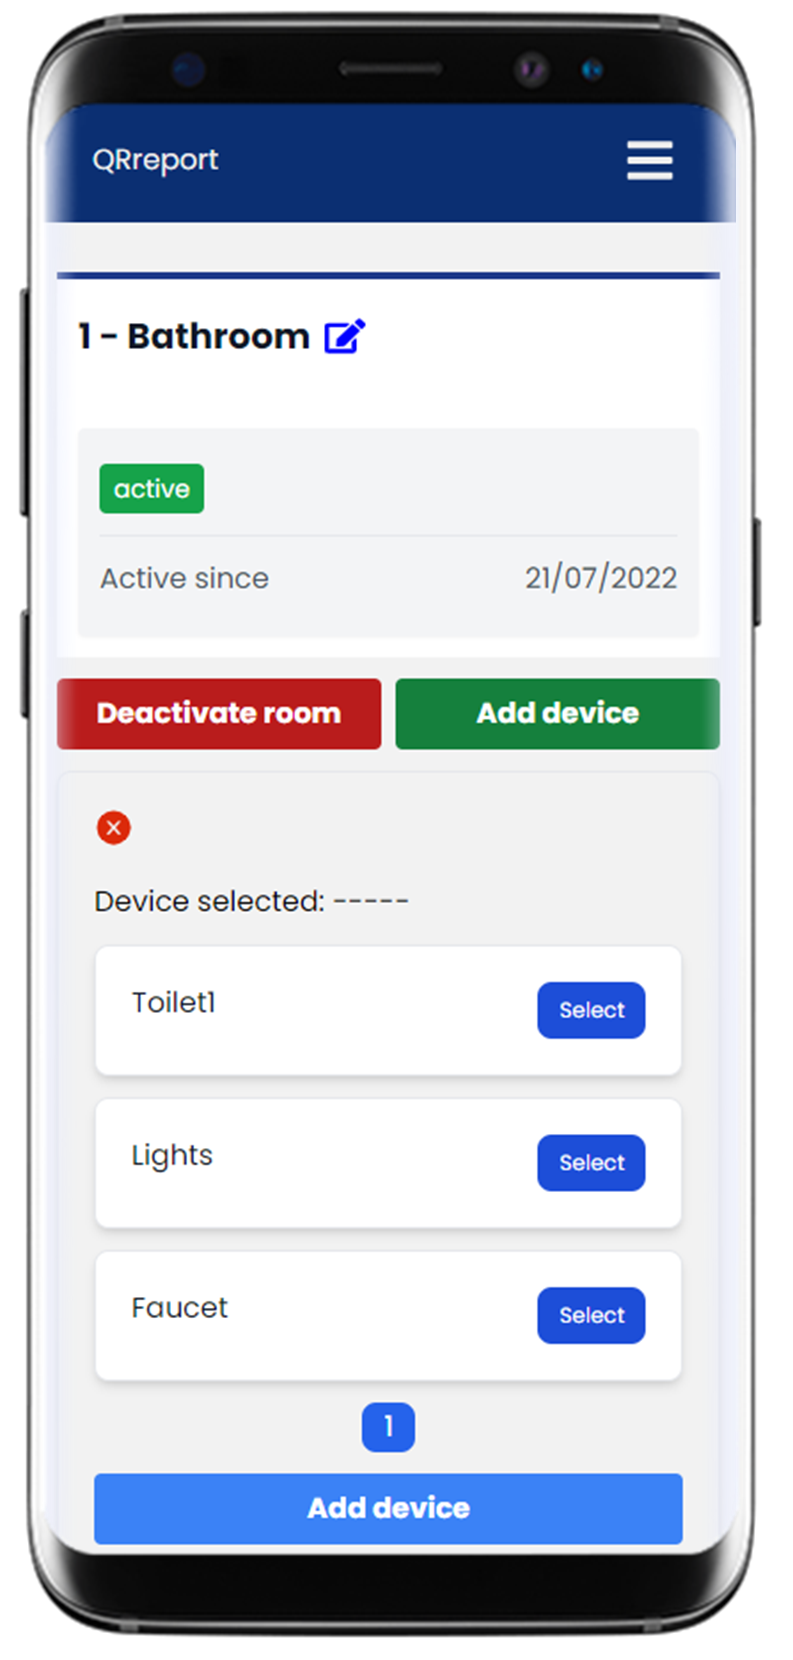 QRreport
1 - Bathroom
active
Active since 21/07/2022
Deactivate room Add device
Device selected: -----
Toilet1 Select
Lights Select
Faucet Select
1
Add device